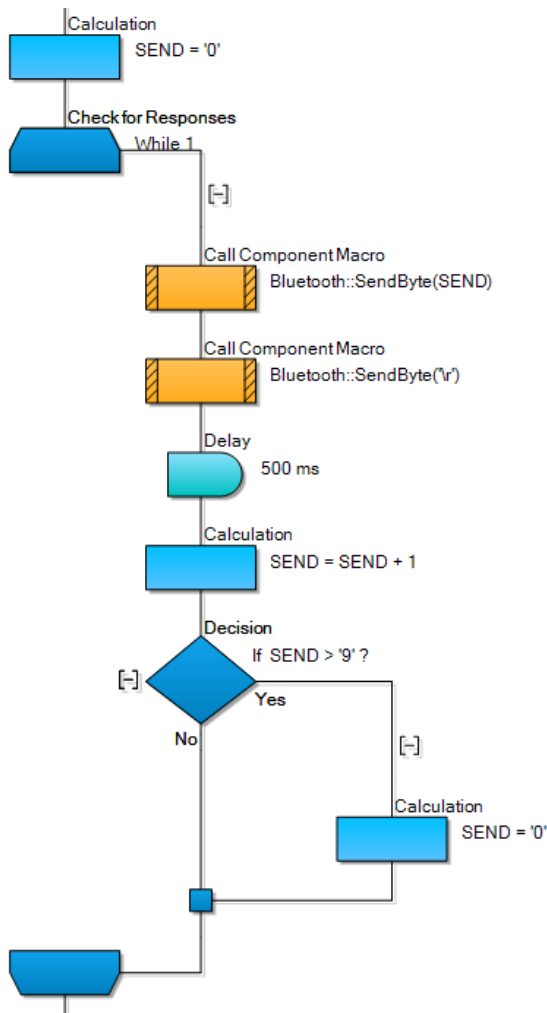 Calculation
SEND = '0'
Check for Responses
While 1
[-]
Call Component Macro
Bluetooth::SendByte(SEND)
Call Component Macro
Bluetooth::SendByte('\r')
Delay
500 ms
Calculation
SEND = SEND + 1
Decision
If SEND > '9' ?
[-]
Yes
No
[-]
Calculation
SEND = '0'